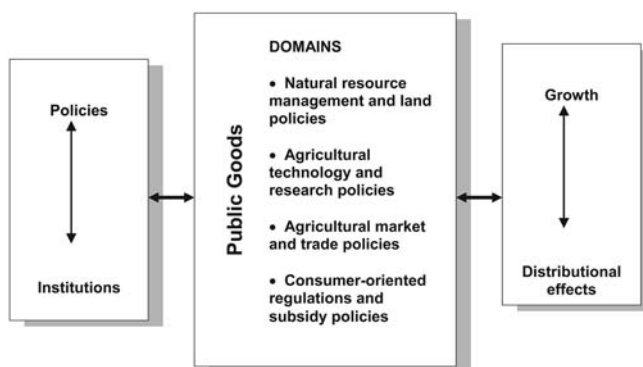 Policies
Institutions
Public Goods
DOMAINS
• Natural resource
management and land
policies
• Agricultural
technology and
research policies
• Agricultural market
and trade policies
• Consumer-oriented
regulations and
subsidy policies
Growth
Distributional
effects